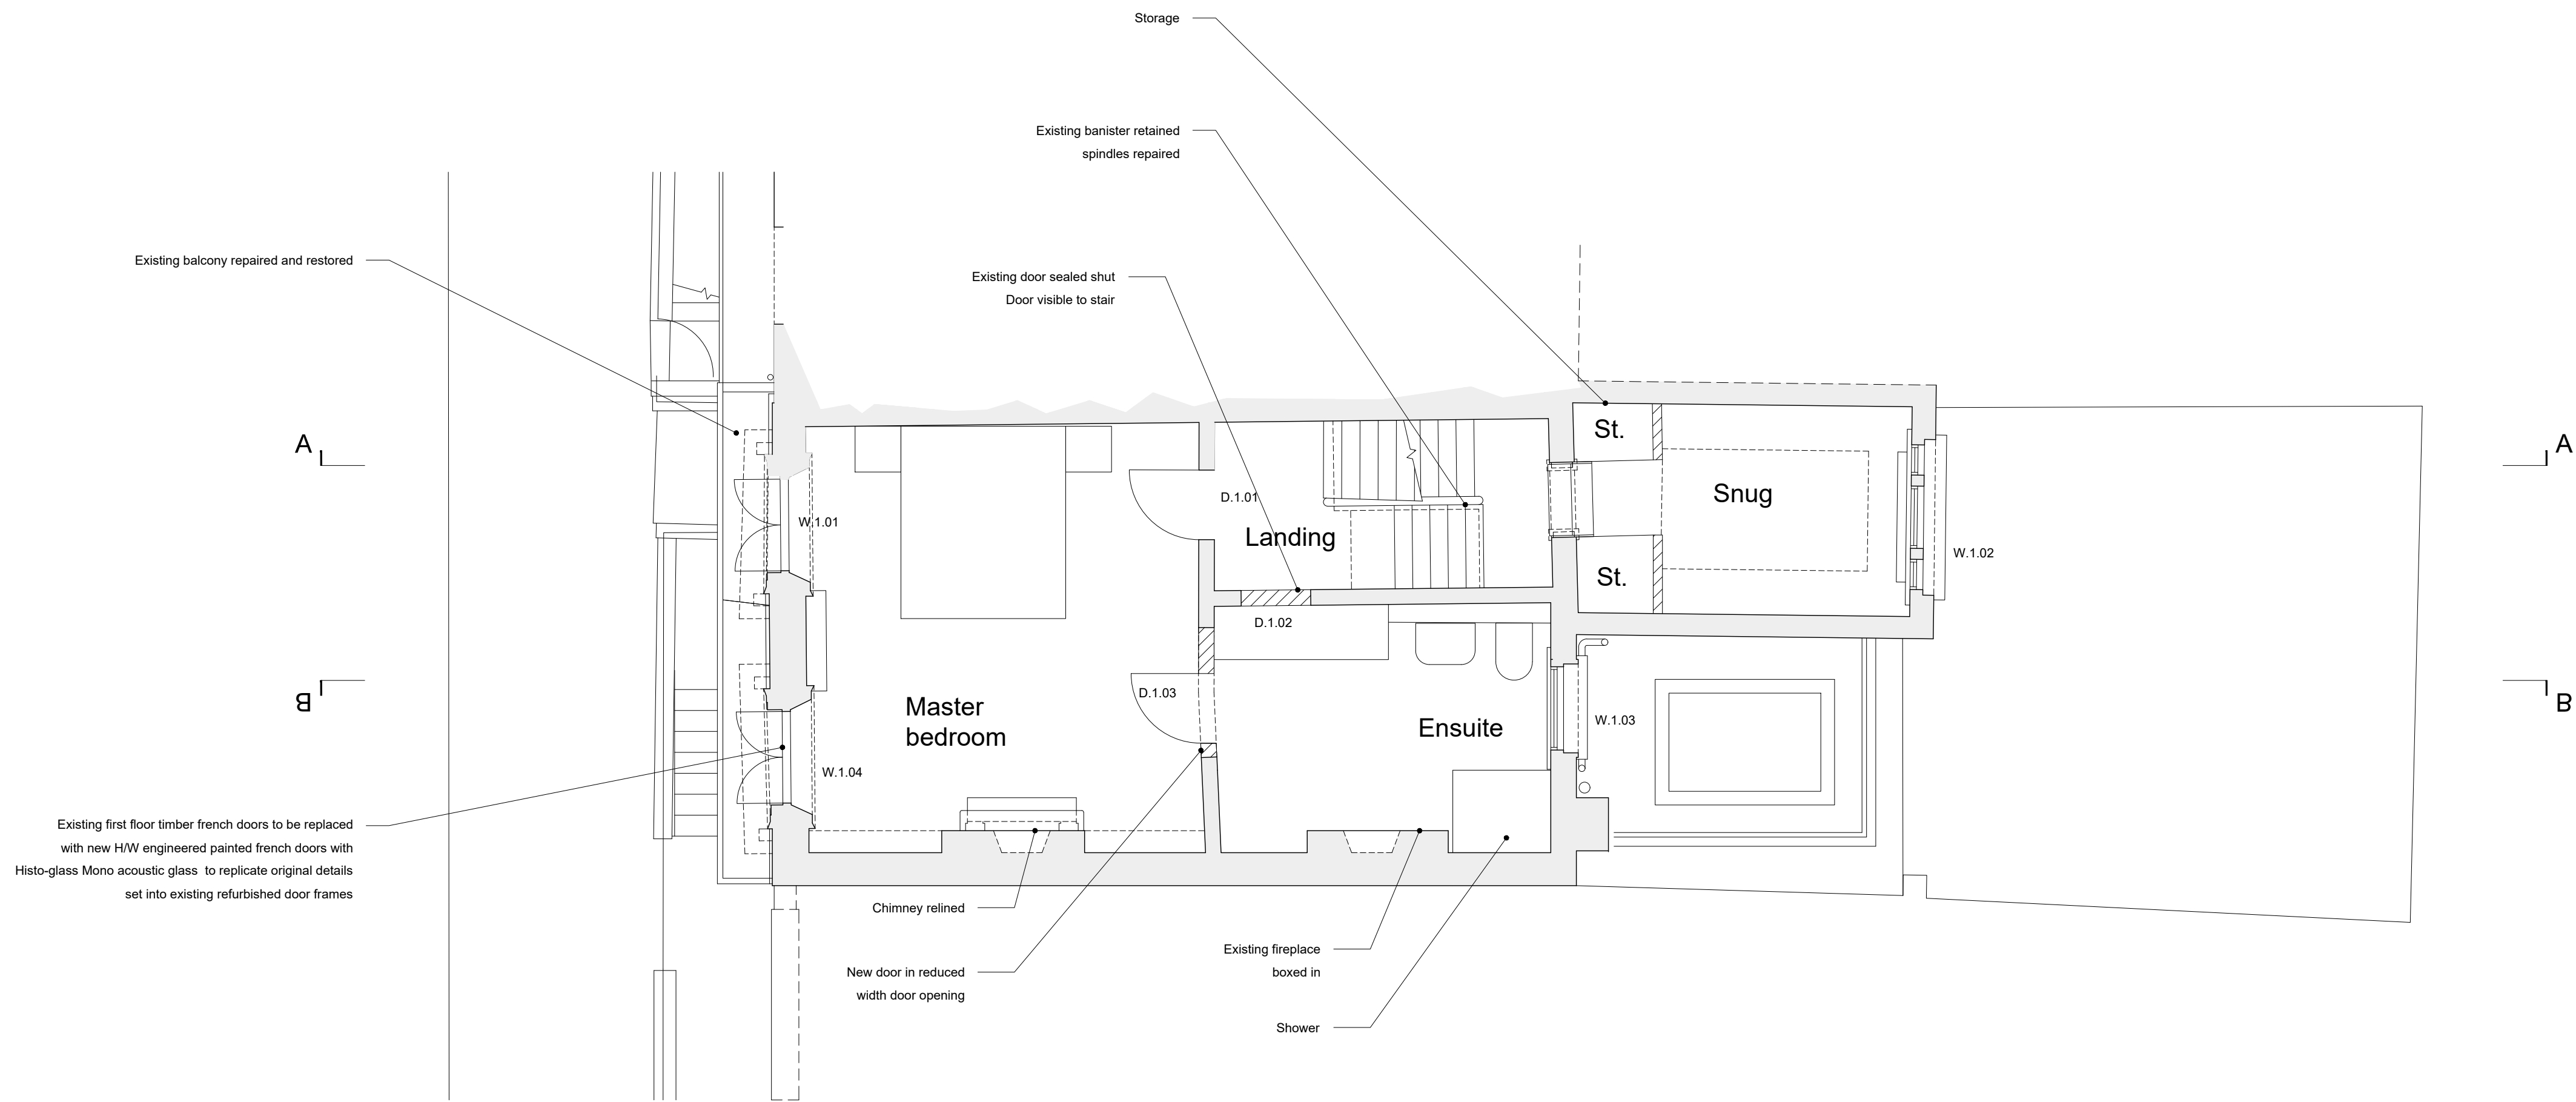 Storage
Existing banister retained
spindles repaired
Existing balcony repaired and restored
Existing door sealed shut
Door visible to stair
A
A
St.
Snug
D.1.01
W.1.01
Landing
W.1.02
St.
D.1.02
B
B
D.1.03
Master
bedroom
Ensuite
W.1.03
W.1.04
Existing first floor timber french doors to be replaced
with new H/W engineered painted french doors with
Histo-glass Mono acoustic glass to replicate original details
set into existing refurbished door frames
Chimney relined
New door in reduced
width door opening
Existing fireplace
boxed in
Shower